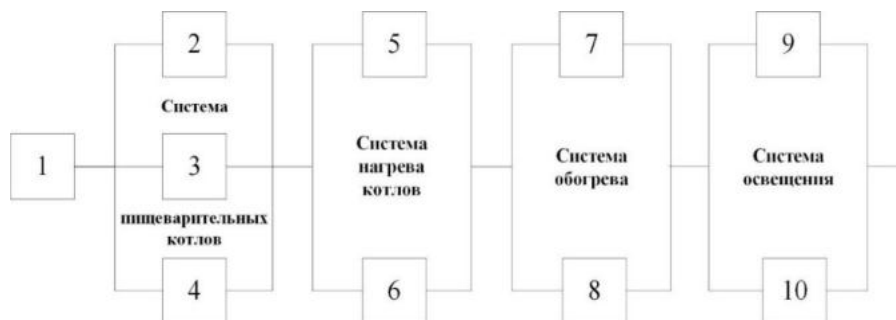 2
5
7
9
Система
1
3
Система
нагрева
котлов
Система
обогрева
Система
освещения
пищеварительных
котлов
4
6
8
10